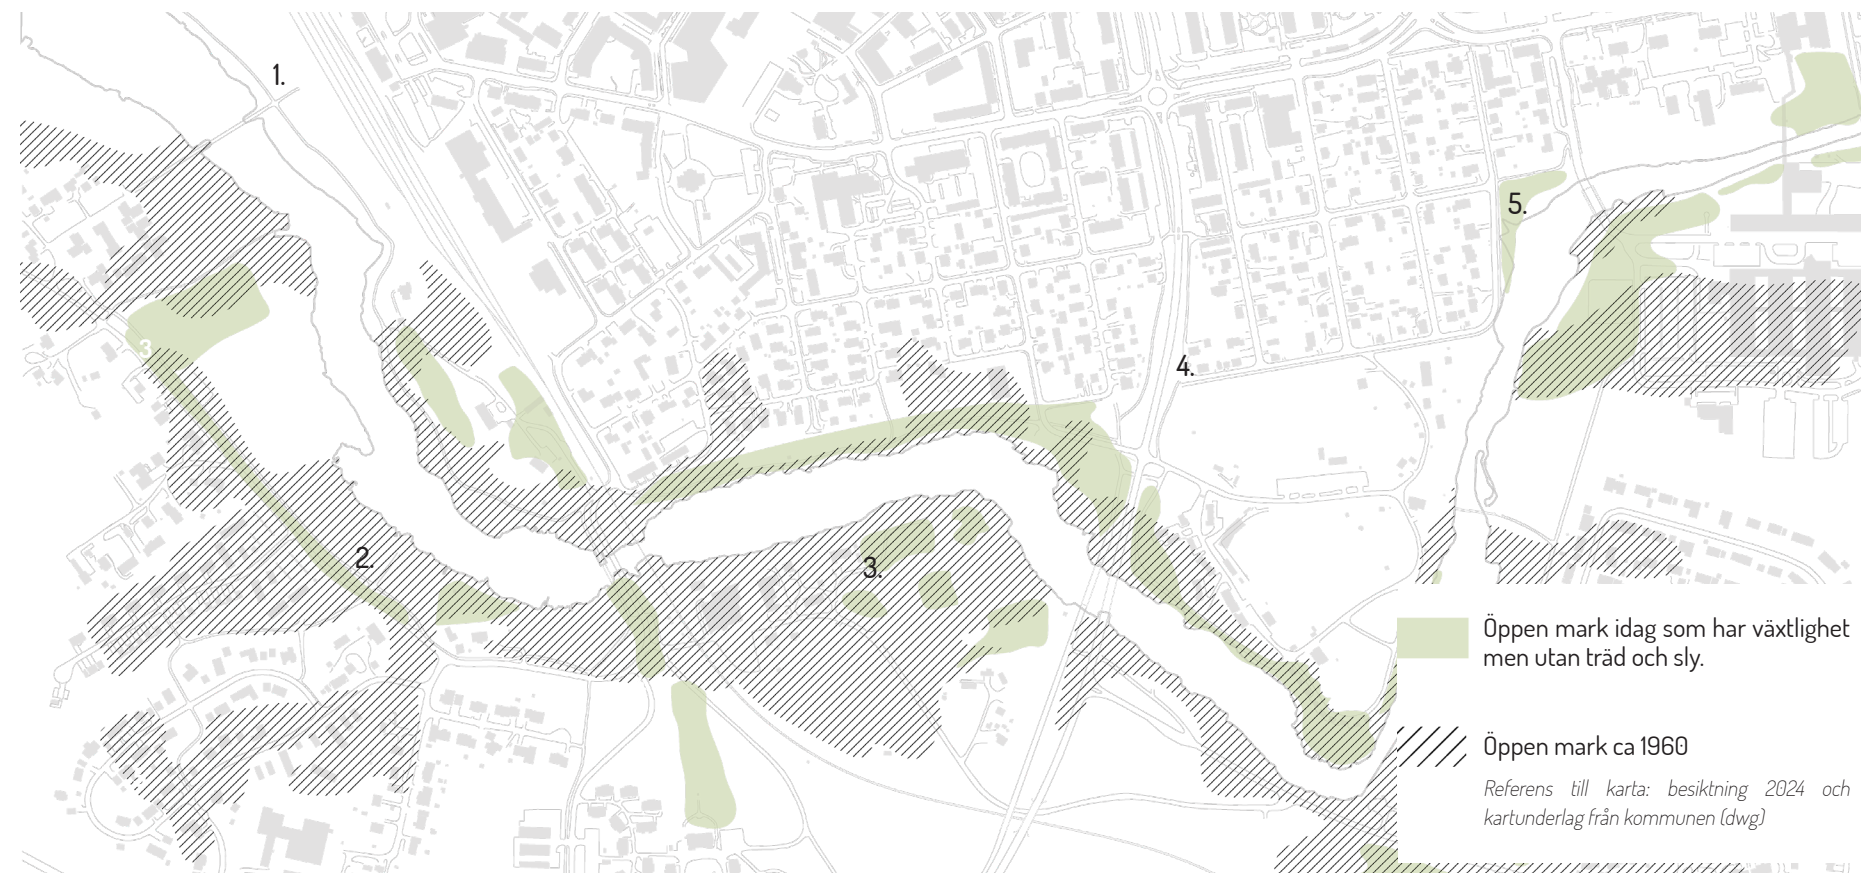 1.
5.
3
4.
2.
3.
Öppen mark idag som har växtlighet
men utan träd och sly.
Öppen mark ca 1960
Referens till karta: besiktning 2024 och
kartunderlag från kommunen (dwg)